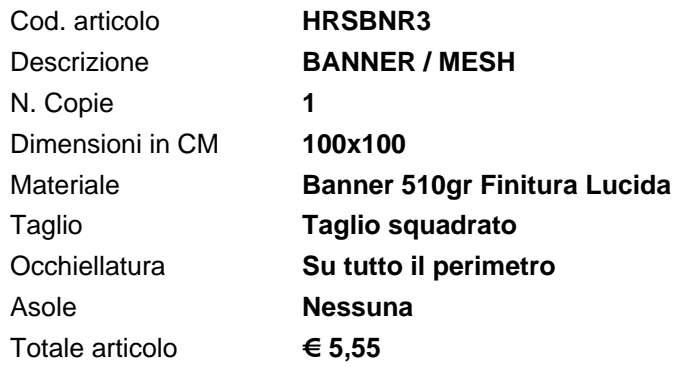 Cod. articolo HRSBNR3
Descrizione BANNER / MESH
N. Copie 1
Dimensioni in CM 100x100
Materiale Banner 510gr Finitura Lucida
Taglio Taglio squadrato
Occhiellatura Su tutto il perimetro
Asole Nessuna
Totale articolo € 5,55